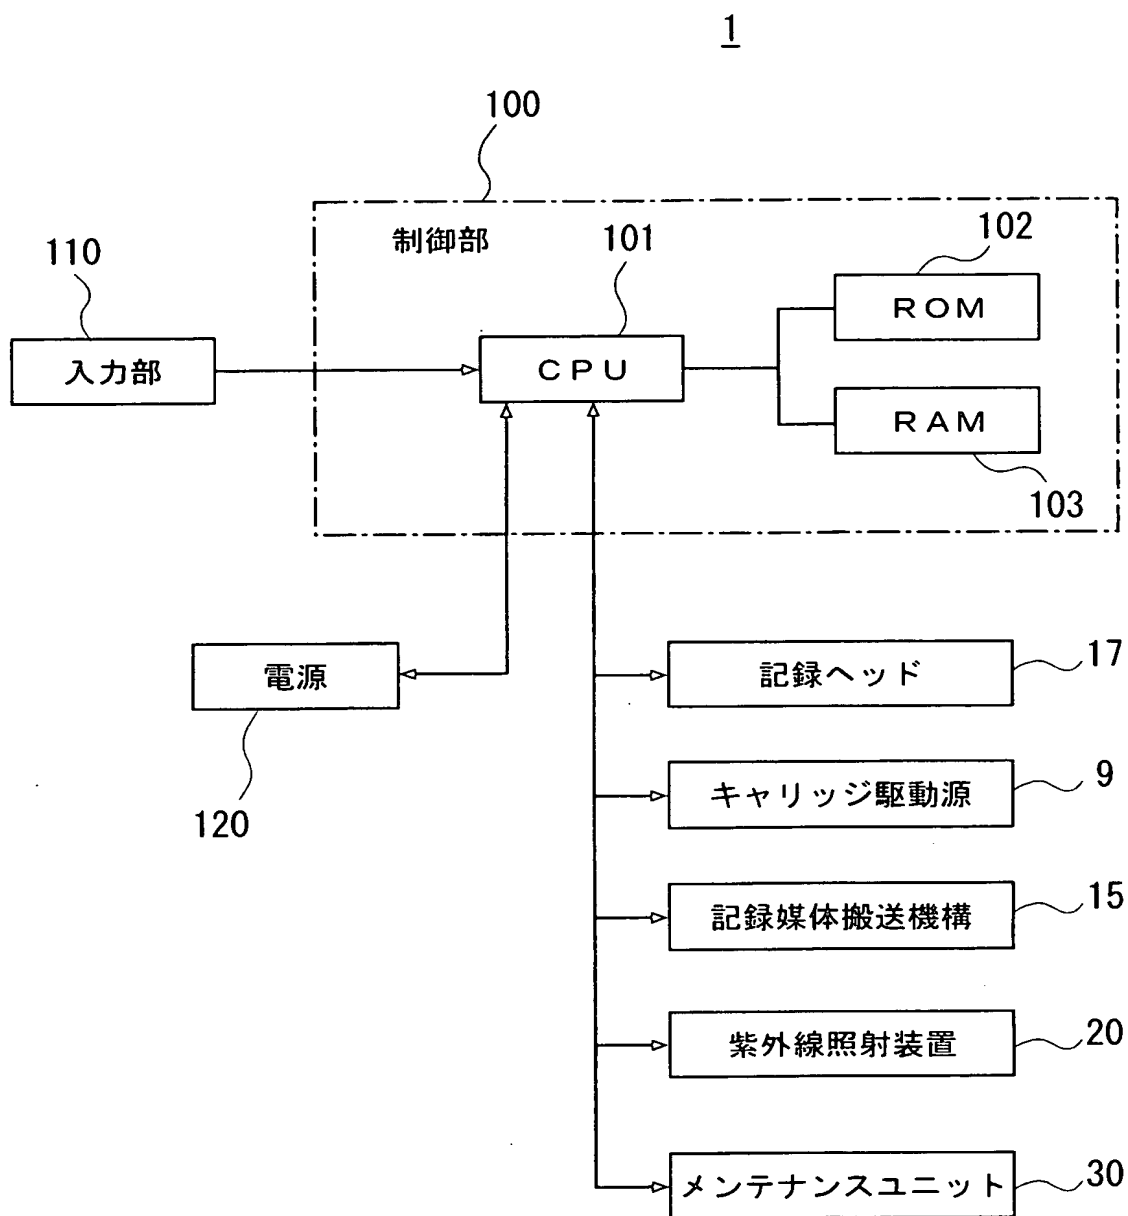 1
100
制御部
101
102
110
ROM
入力部
CPU
RAM
103
電源
120
記録ヘッド
17
キャリッジ駆動源
9
記録媒体搬送機構
15
紫外線照射装置
20
メンテナンスユニット
30